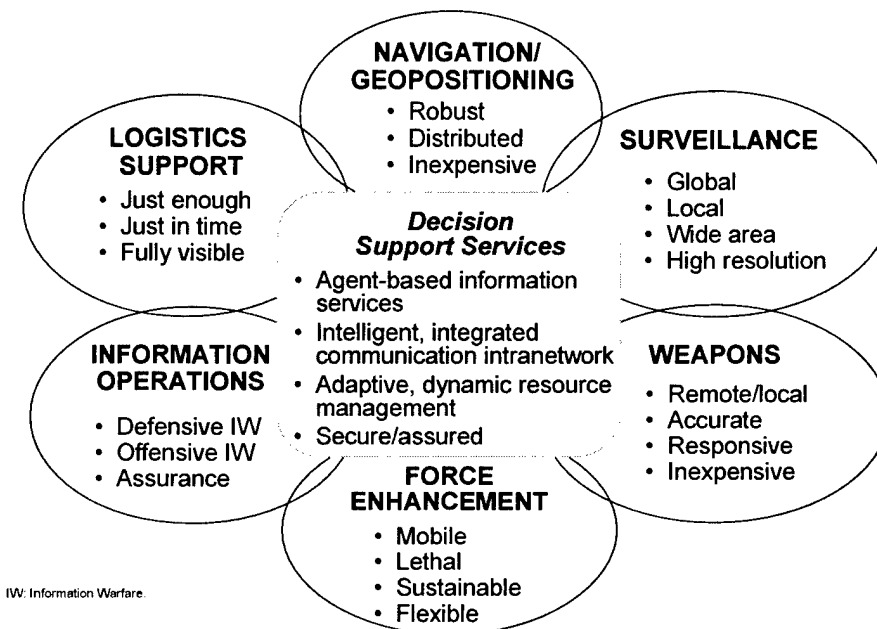 NAVIGATION/
GEOPOSITIONING
• Robust
• Distributed
• Inexpensive
LOGISTICS
SUPPORT
• Just enough
• Just in time
• Fully visible
SURVEILLANCE
• Global
• Local
• Wide area
• High resolution
Decision
Support Services
• Agent-based information
services
• Intelligent, integrated
communication intranetwork
• Adaptive, dynamic resource
management
• Secure/assured
INFORMATION
OPERATIONS
• Defensive IW
• Offensive IW
• Assurance
WEAPONS
• Remote/local
• Accurate
• Responsive
• Inexpensive
FORCE
ENHANCEMENT
• Mobile
• Lethal
• Sustainable
• Flexible
IW: Information Warfare.